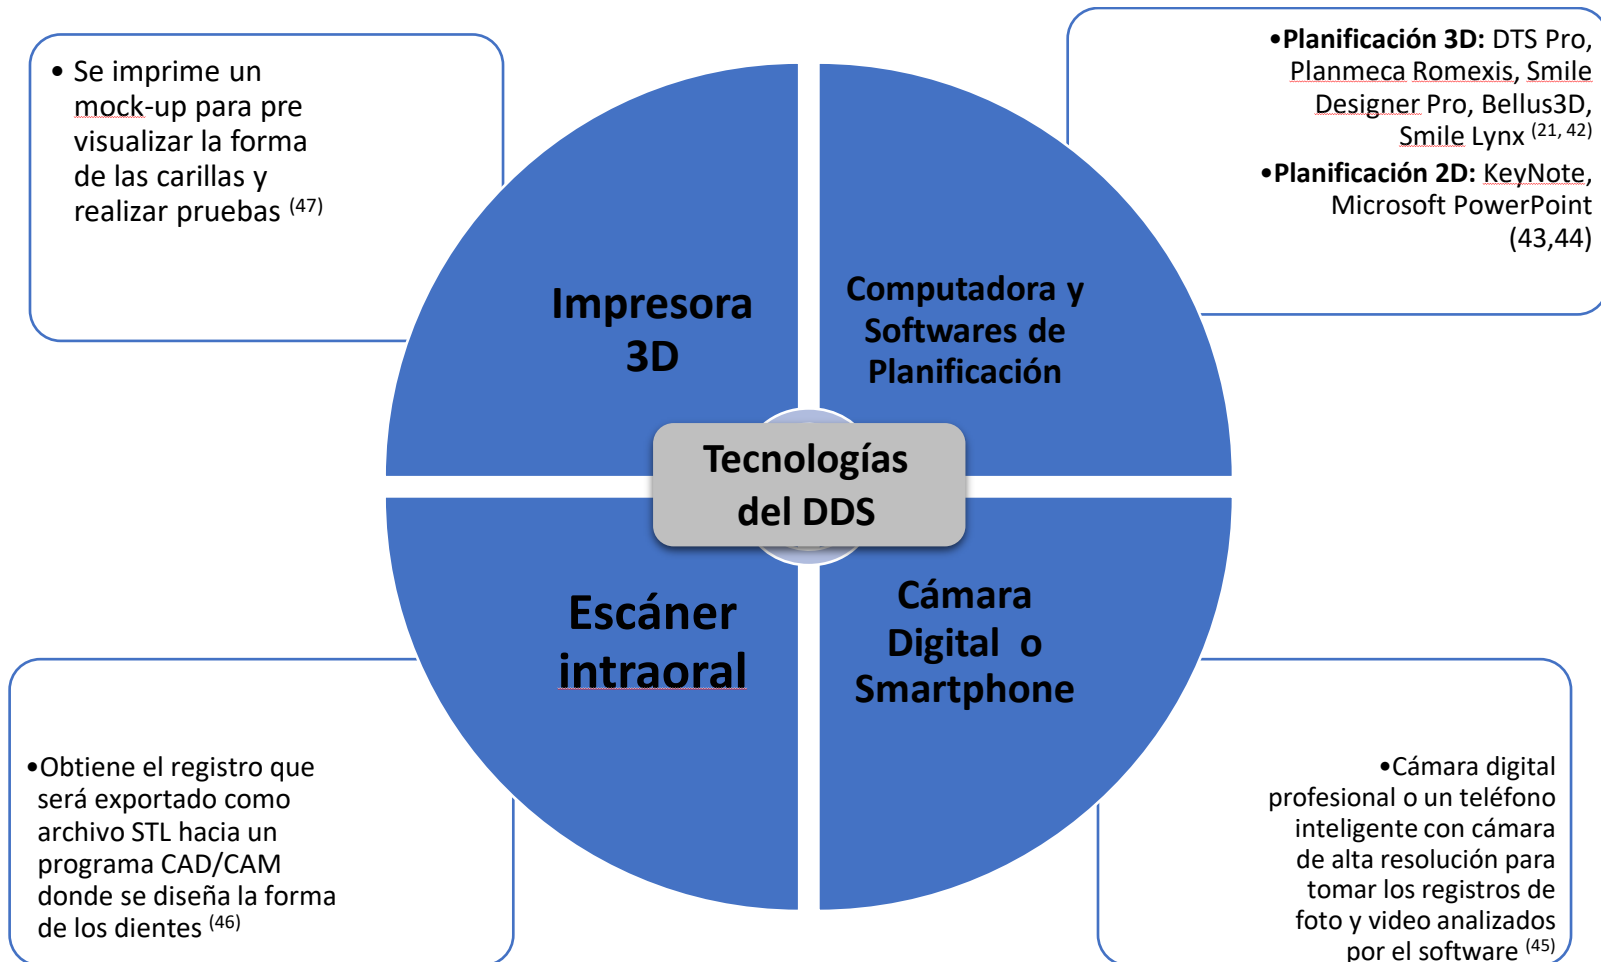 • Se imprime un
mock-up para pre
visualizar la forma
de las carillas y
realizar pruebas (47)
•Planificación 3D: DTS Pro,
Planmeca Romexis, Smile
Designer Pro, Bellus3D,
Smile Lynx (21, 42)
•Planificación 2D: KeyNote,
Microsoft PowerPoint
(43,44)
Impresora
3D
Computadora y
Softwares de
Planificación
Tecnologías
del DDS
Escáner
intraoral
Cámara
Digital o
Smartphone
•Obtiene el registro que
será exportado como
archivo STL hacia un
programa CAD/CAM
donde se diseña la forma
de los dientes (46)
•Cámara digital
profesional o un teléfono
inteligente con cámara
de alta resolución para
tomar los registros de
foto y video analizados
por el software (45)